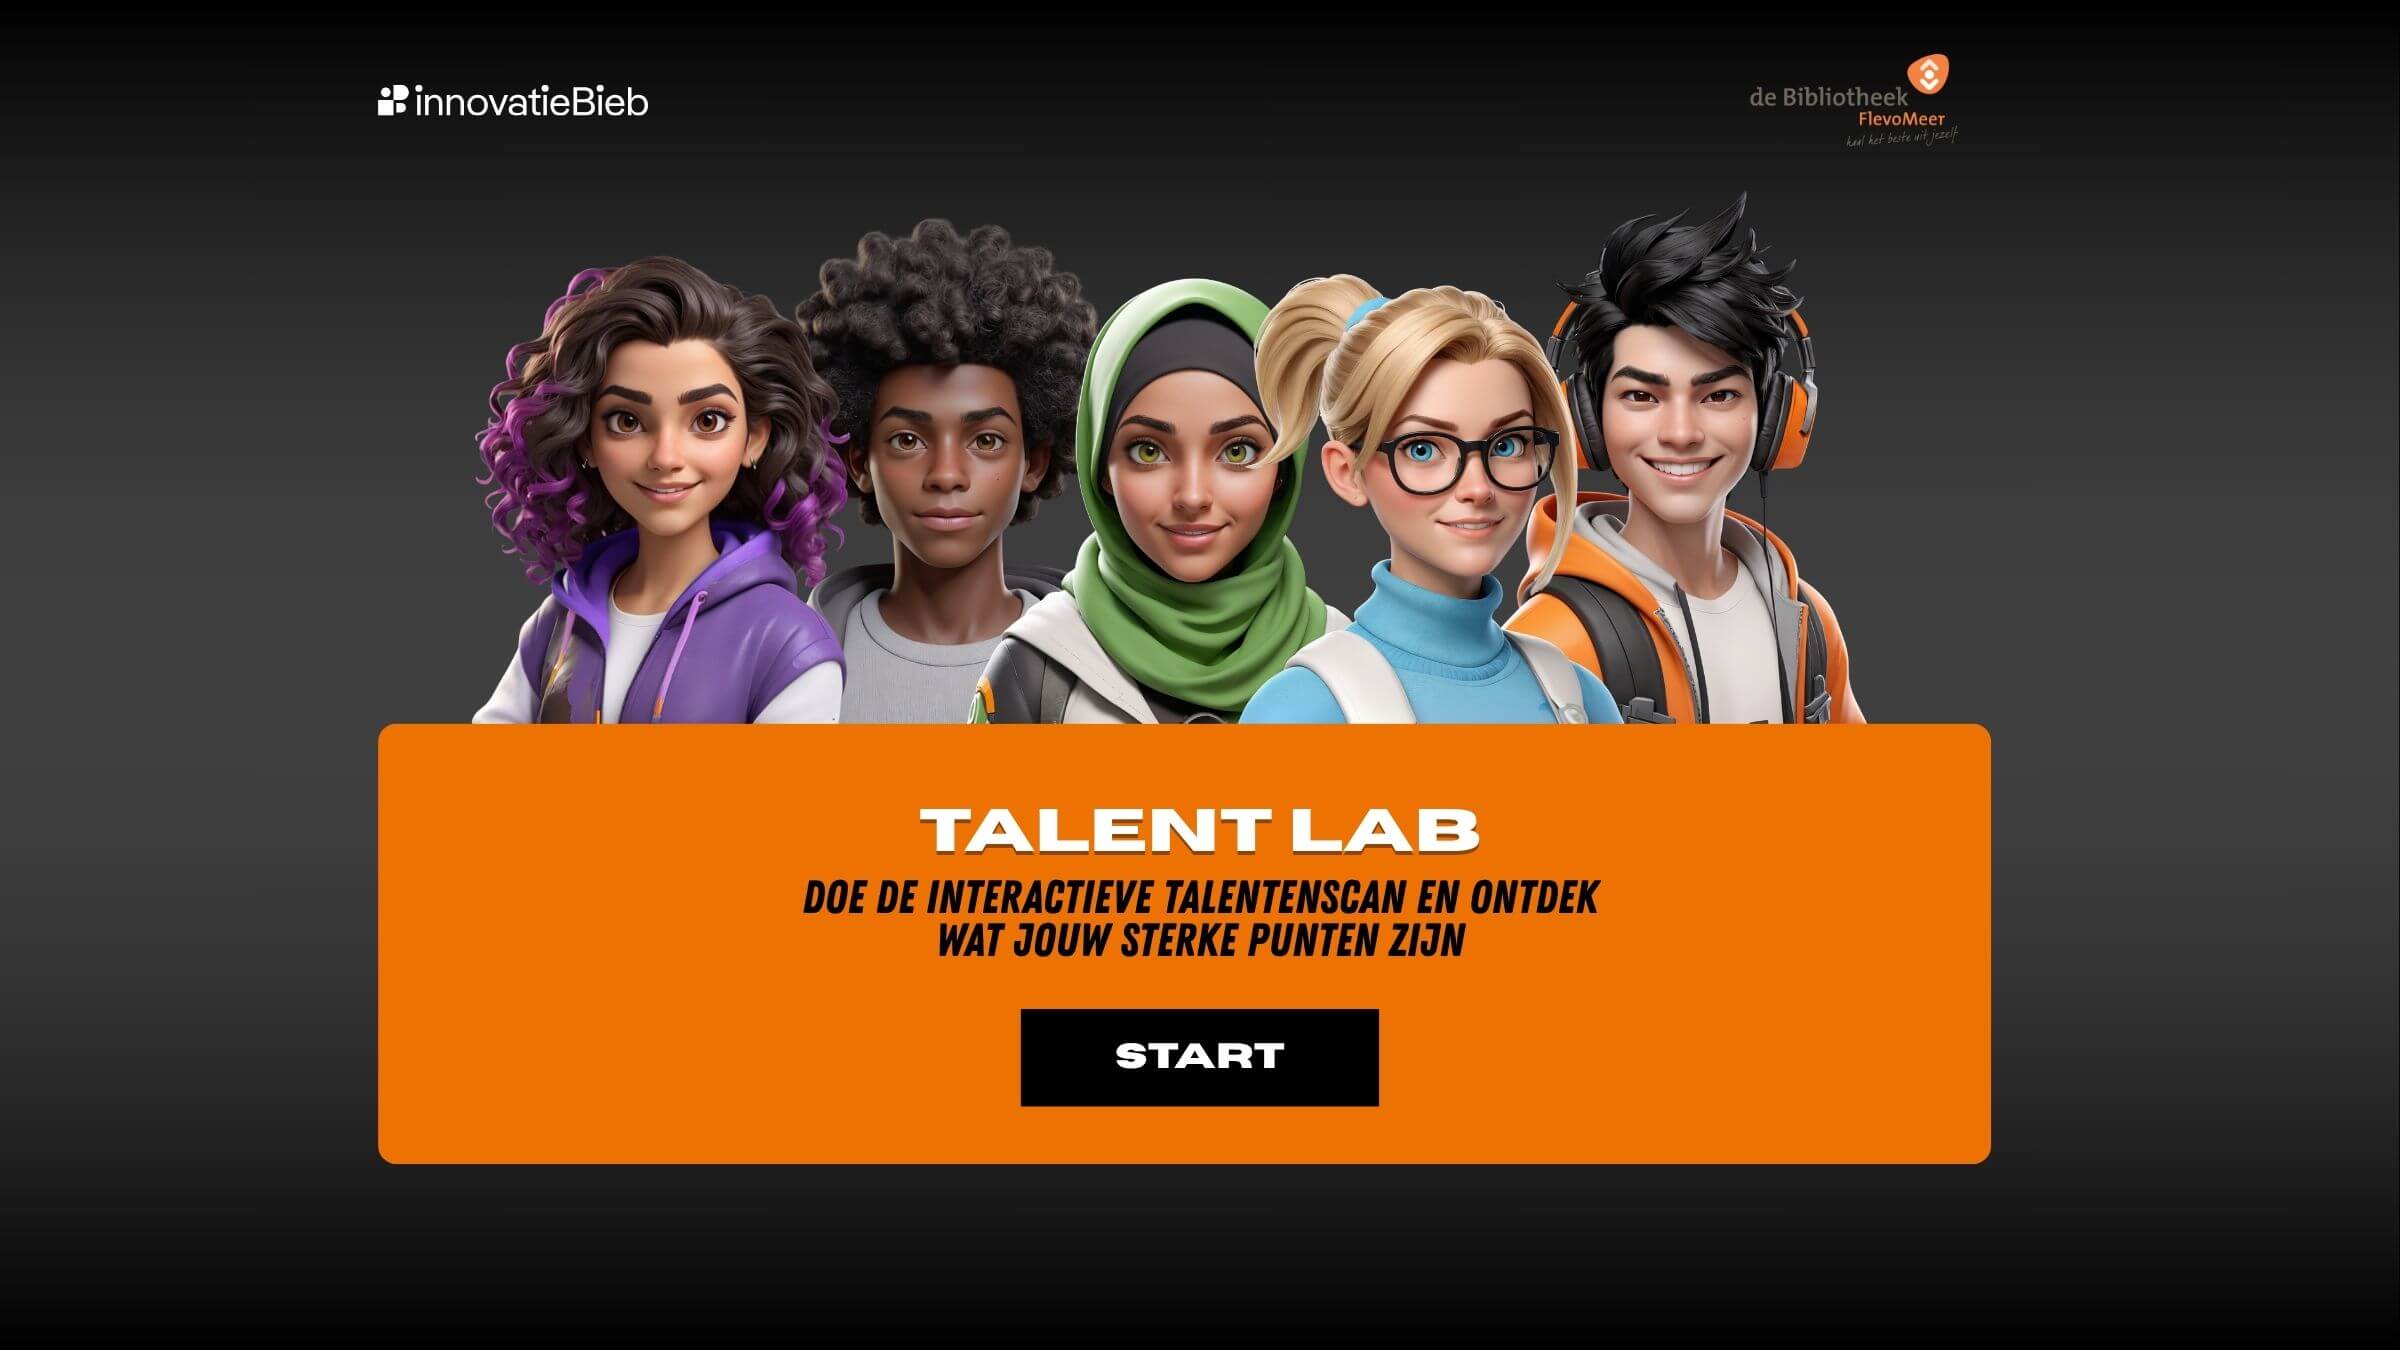 innovatieBieb
de Bibliotheek
FlevoMeer
haal het beste uit jezelf
TALENT LAB
DOE DE INTERACTIEVE TALENTENSCAN EN ONTDEK
WAT JOUW STERKE PUNTEN ZIJN
START